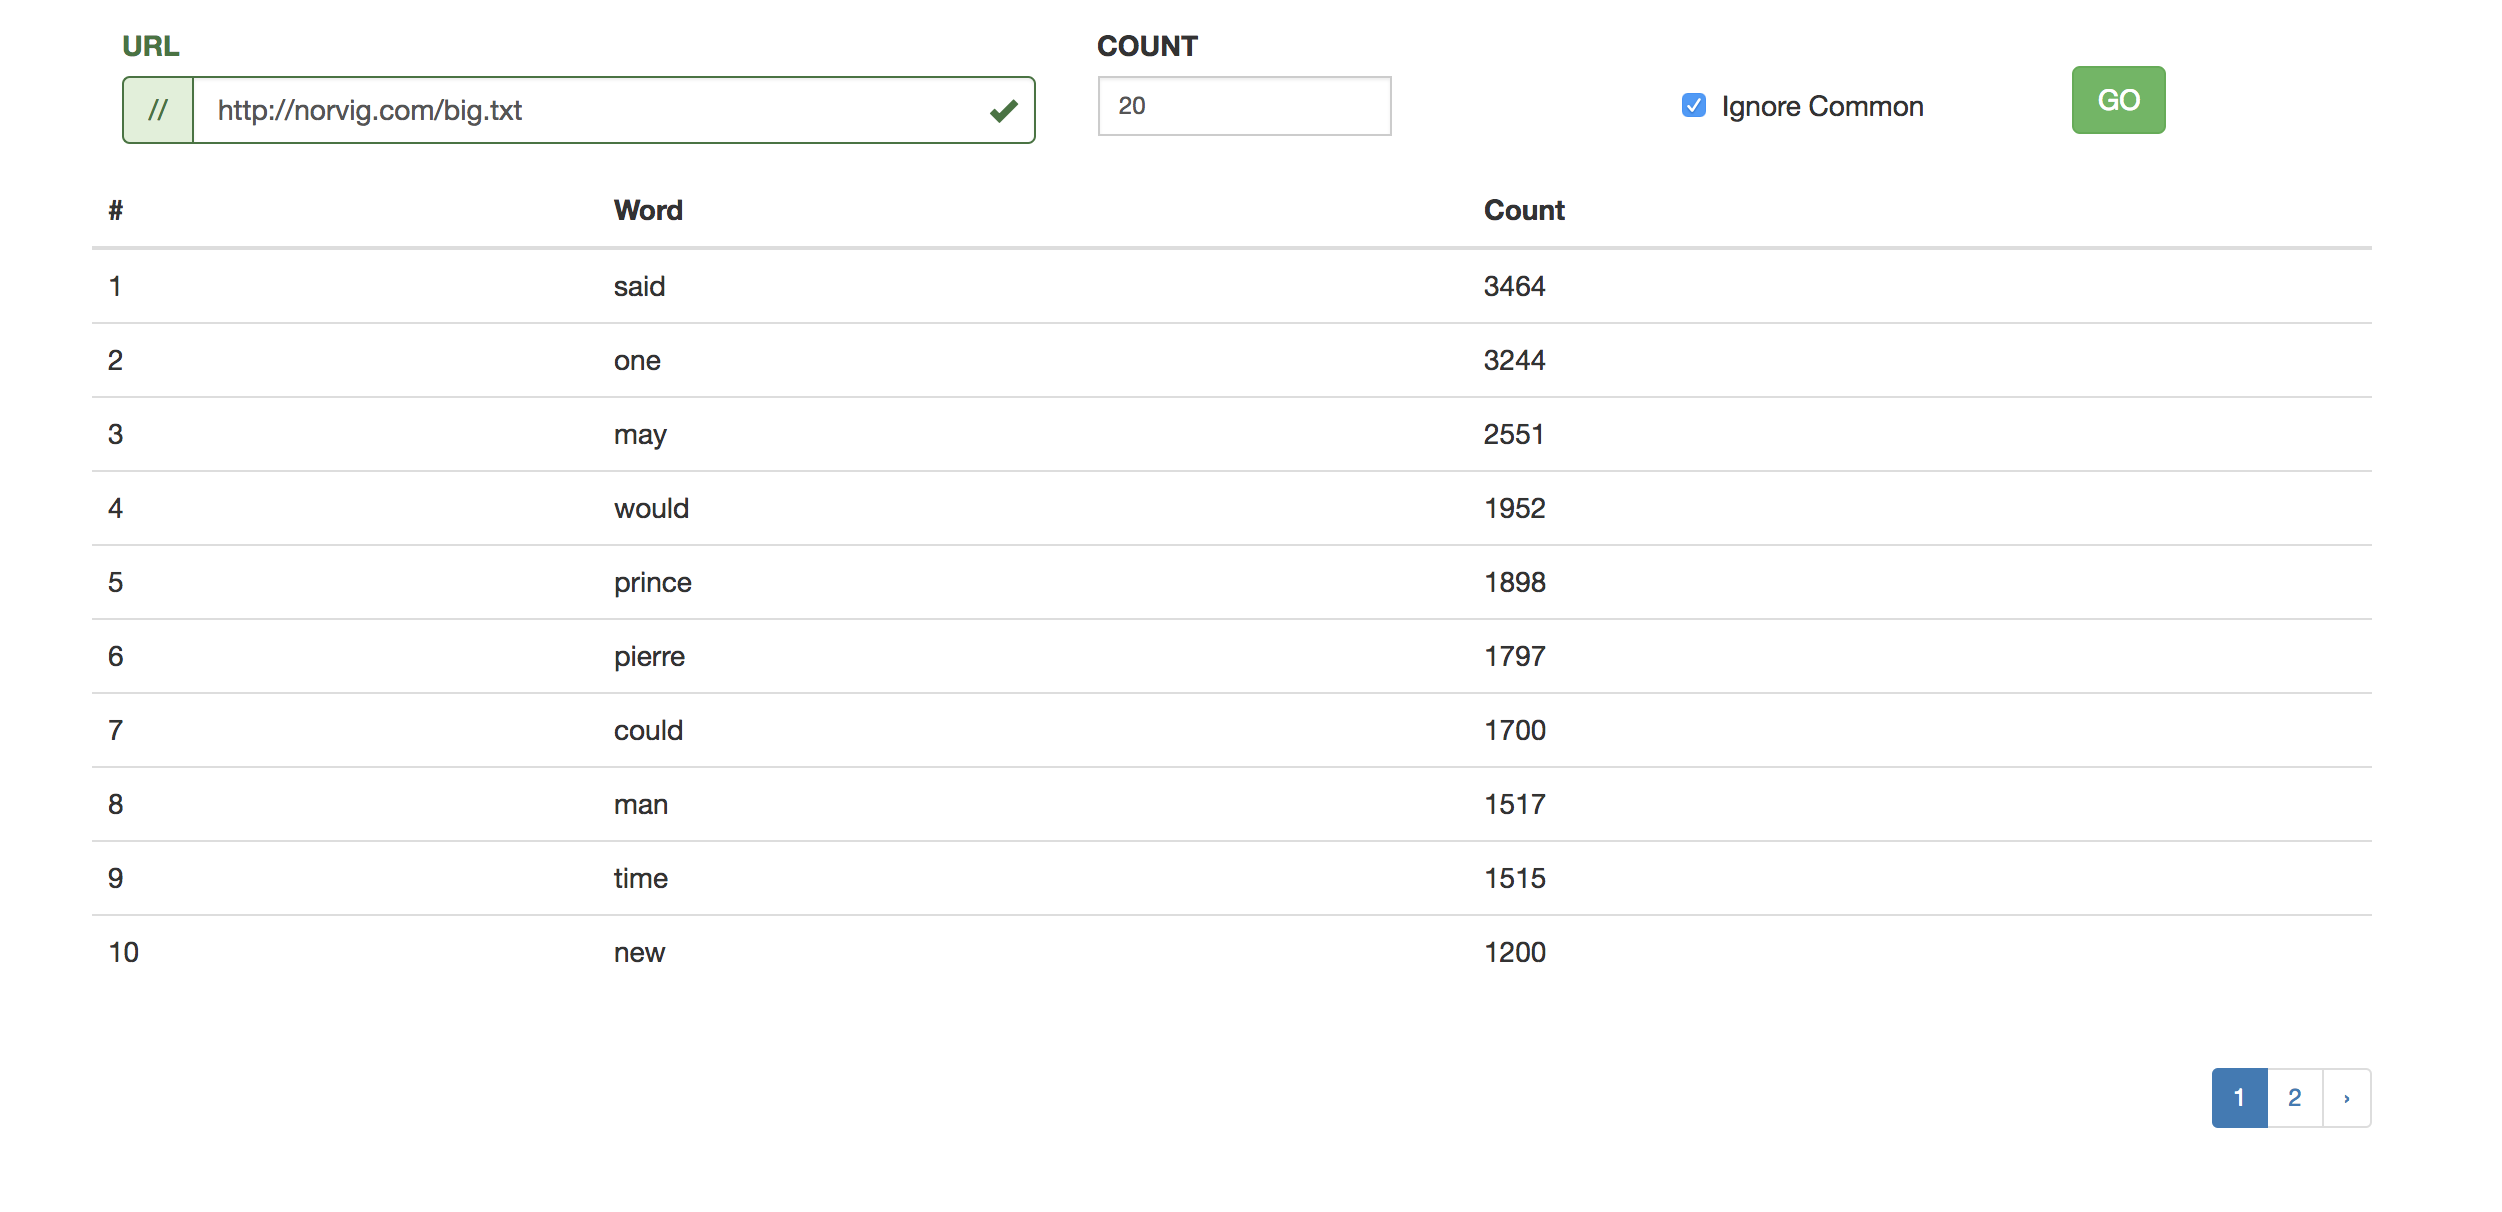 URL
COUNT
// http://norvig.com/big.txt
20
Ignore Common
GO
# Word Count
1 said 3464
2 one 3244
3 may 2551
4 would 1952
5 prince 1898
6 pierre 1797
7 could 1700
8 man 1517
9 time 1515
10 new 1200
1 2 ›